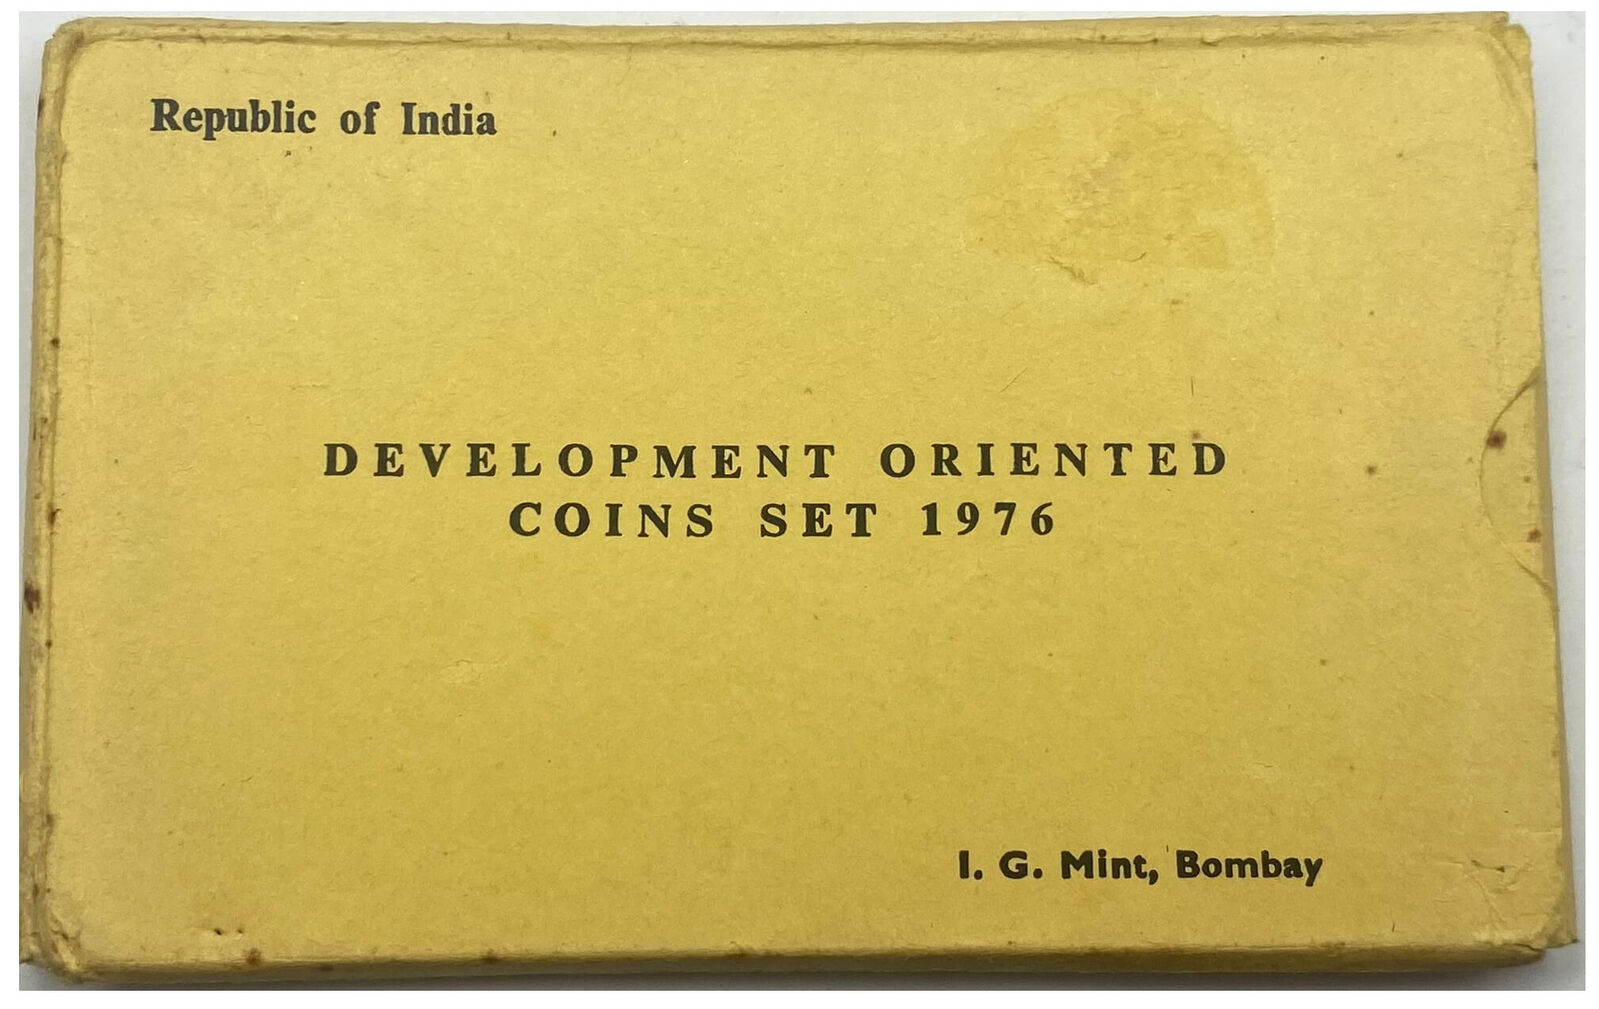 Republic of India
DEVELOPMENT ORIENTED
COINS SET 1976
I. G. Mint, Bombay